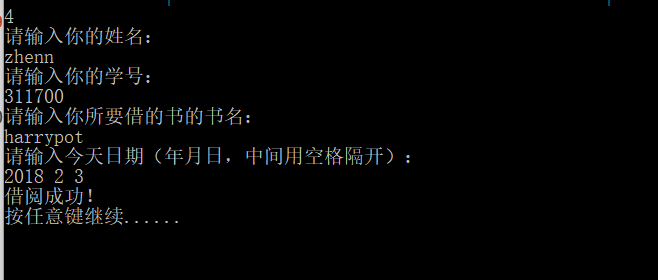 4
请输入你的姓名：
zhenn
请输入你的学号：
311700
请输入你所要借的书的书名：
harrypot
请输入今天日期（年月日，中间用空格隔开）：
2018 2 3
借阅成功！
按任意键继续......